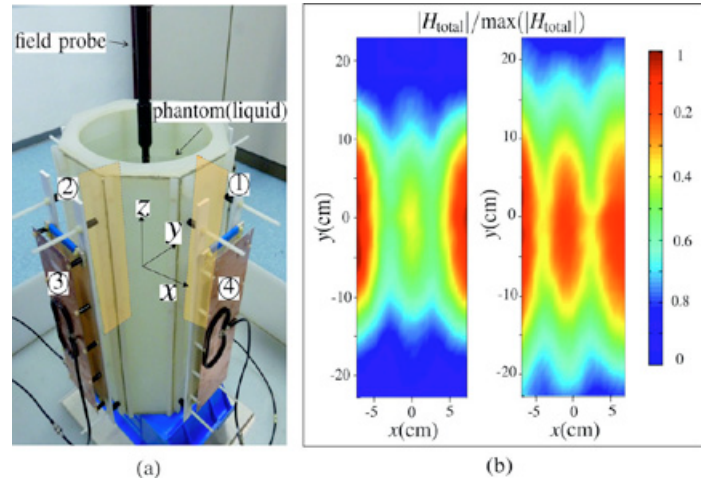 field probe
phantom(liquid)
②
①
z
y
x
③
④
(a)
|H_total|/max(|H_total|)
20
10
0
-10
-20
y(cm)
-5 0 5
x(cm)
20
10
0
-10
-20
y(cm)
-5 0 5
x(cm)
1
0.2
0.4
0.6
0.8
0
(b)